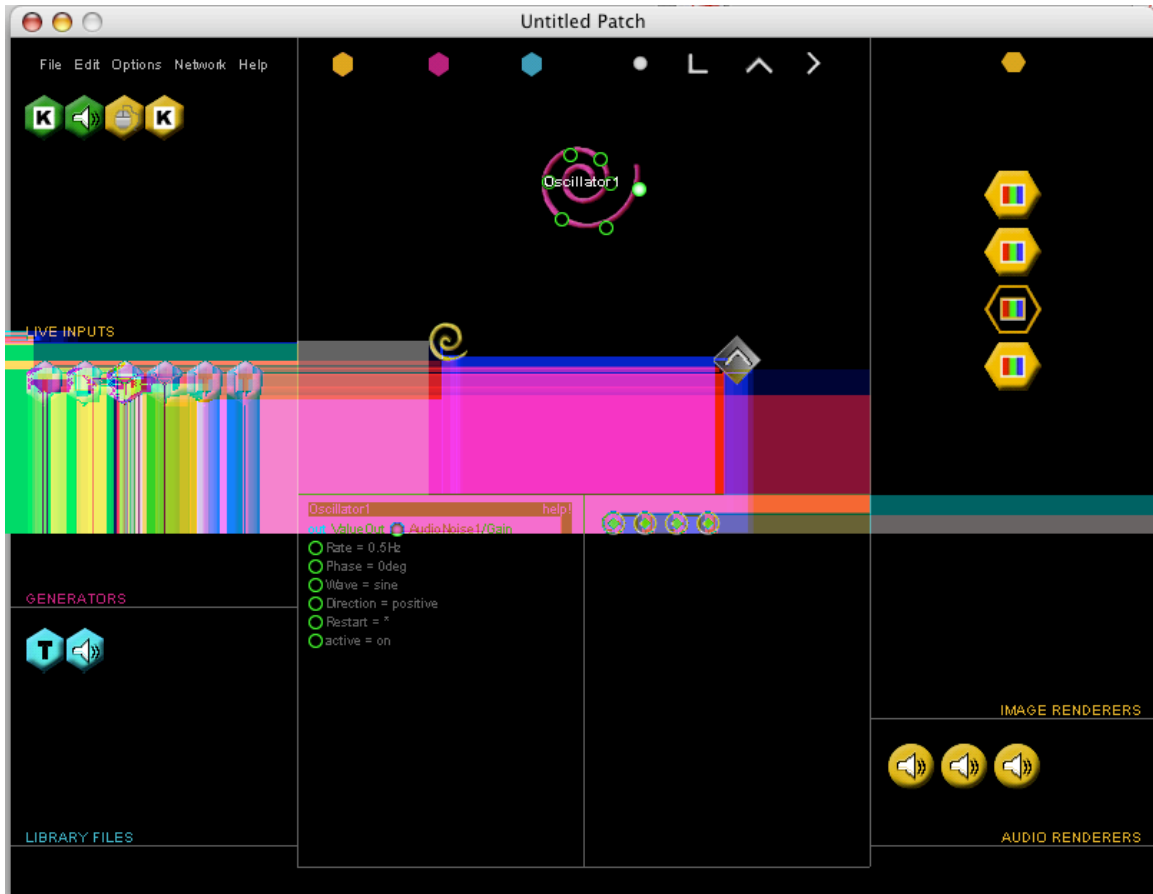 Untitled Patch
File Edit Options Network Help
K K
Oscillator1
LIVE INPUTS
Oscillator1 help!
out ValueOut AudioNoise1/Gain
Rate = 0.5Hz
Phase = 0deg
Wave = sine
Direction = positive
Restart = *
active = on
GENERATORS
T
LIBRARY FILES
IMAGE RENDERERS
AUDIO RENDERERS